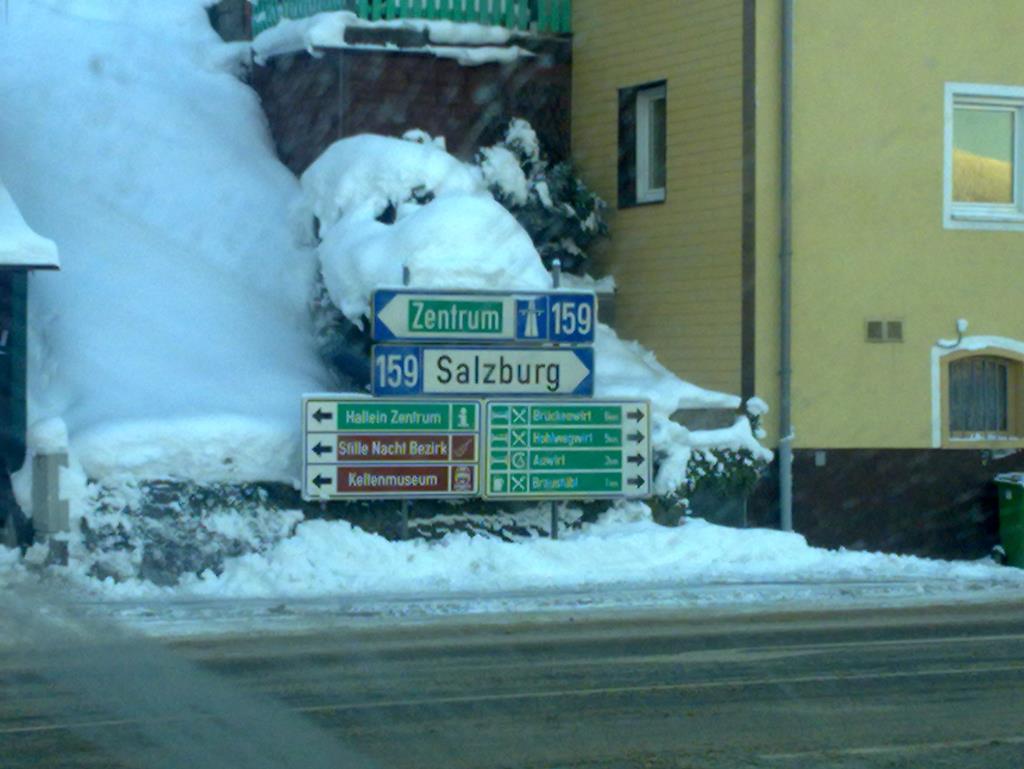 Zentrum 159
159 Salzburg
Hallein Zentrum
Stille Nacht Bezirk
Keltenmuseum
Brückenwirt
Hohlwegwirt
Auwirt
Bräustübl